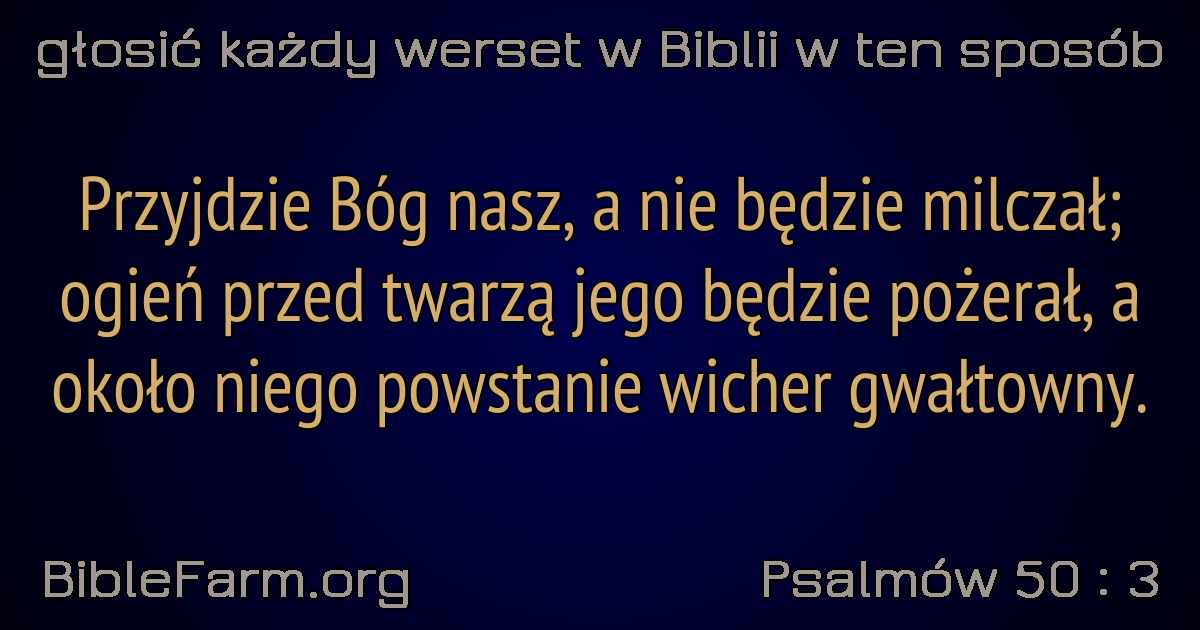 głosić każdy werset w Biblii w ten sposób
Przyjdzie Bóg nasz, a nie będzie milczał;
ogień przed twarzą jego będzie pożerał, a
około niego powstanie wicher gwałtowny.
BibleFarm.org
Psalmów 50 : 3